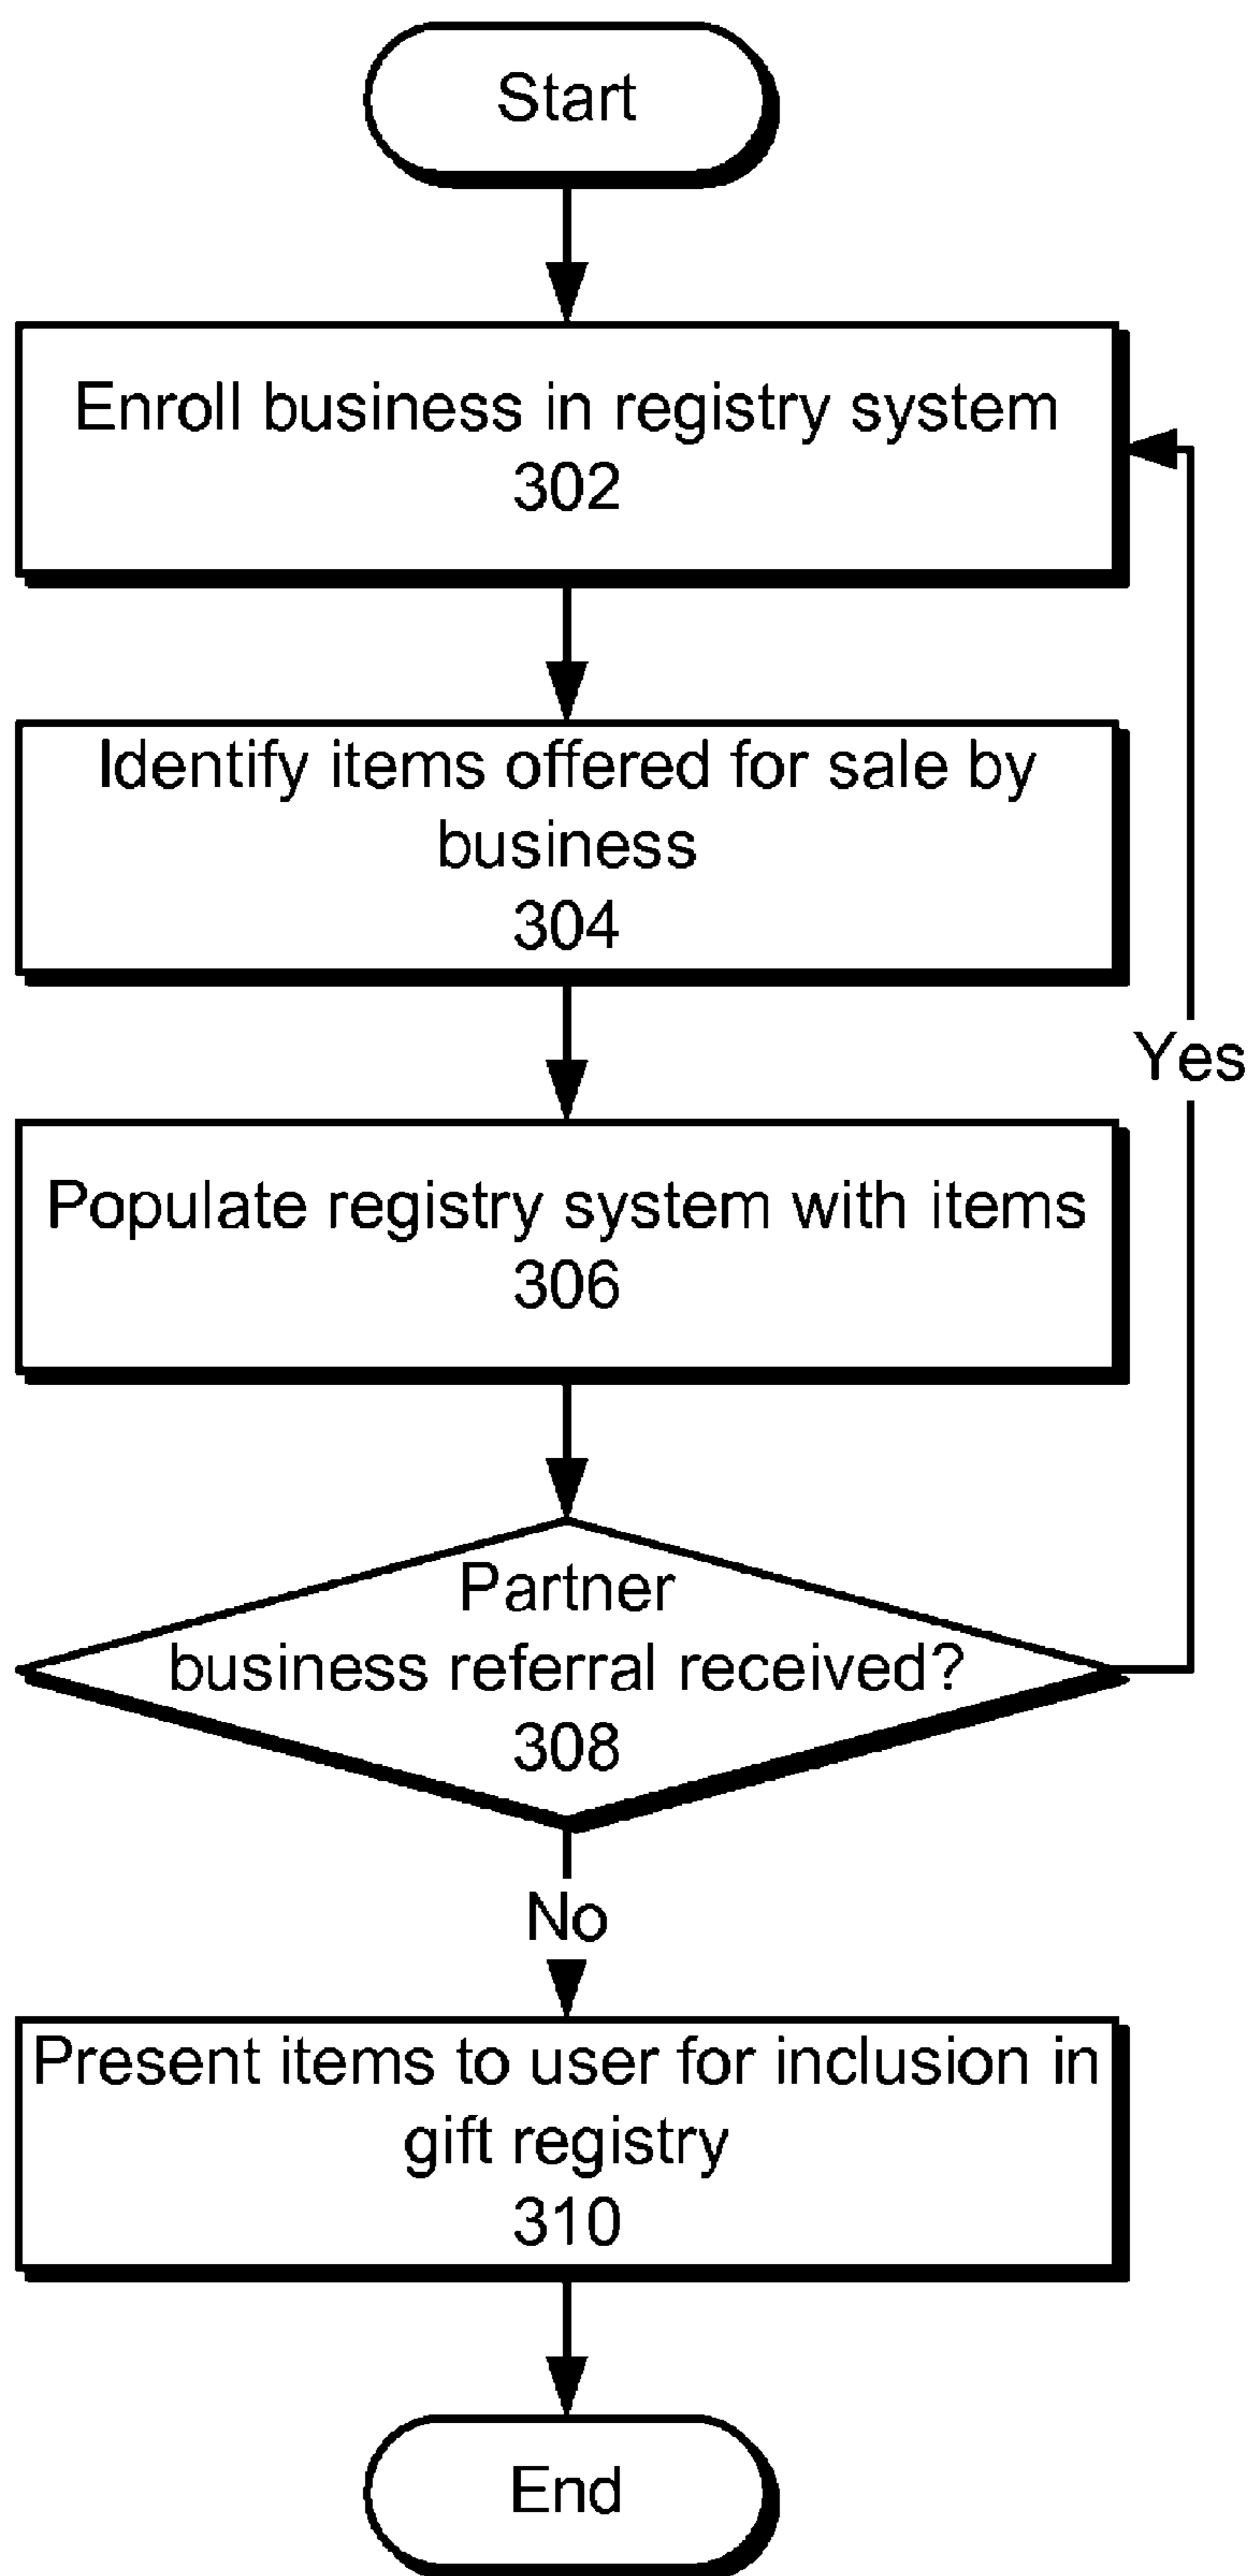 Start
Enroll business in registry system
302
Identify items offered for sale by
business
304
Yes
Populate registry system with items
306
Partner
business referral received?
308
No
Present items to user for inclusion in
gift registry
310
End